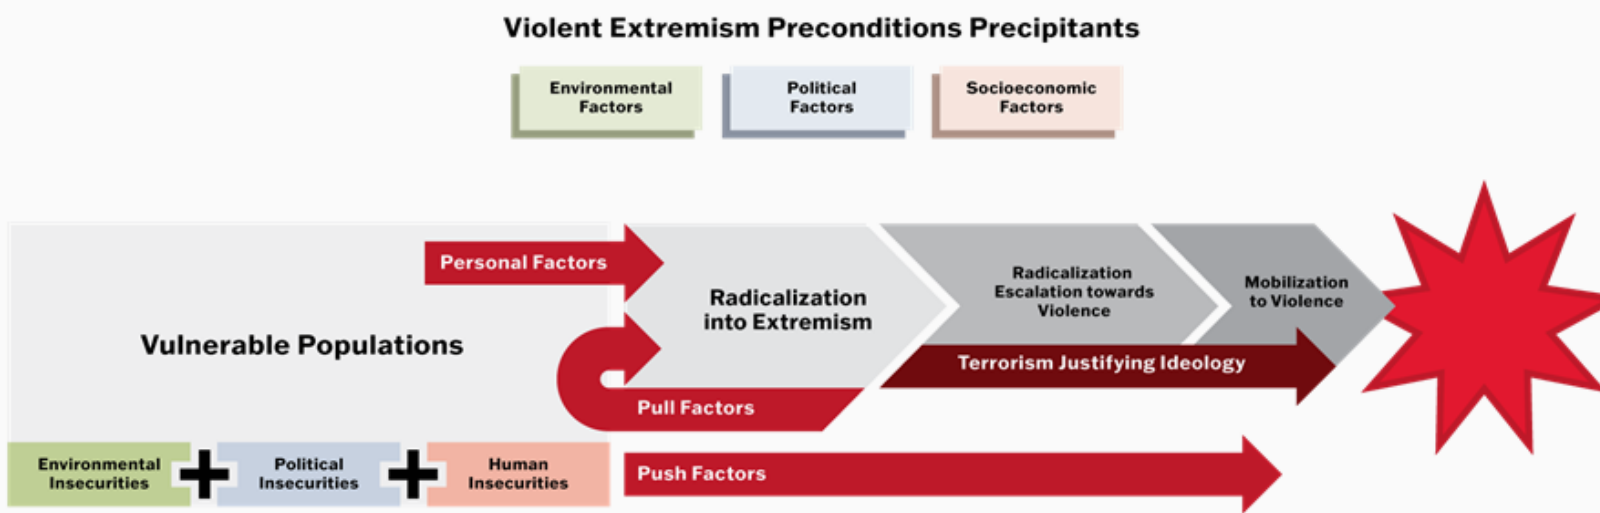 Violent Extremism Preconditions Precipitants
Environmental
Factors
Political
Factors
Socioeconomic
Factors
Personal Factors
Vulnerable Populations
Radicalization
into Extremism
Radicalization
Escalation towards
Violence
Mobilization
to Violence
Terrorism Justifying Ideology
Pull Factors
Environmental
Insecurities
Political
Insecurities
Human
Insecurities
Push Factors